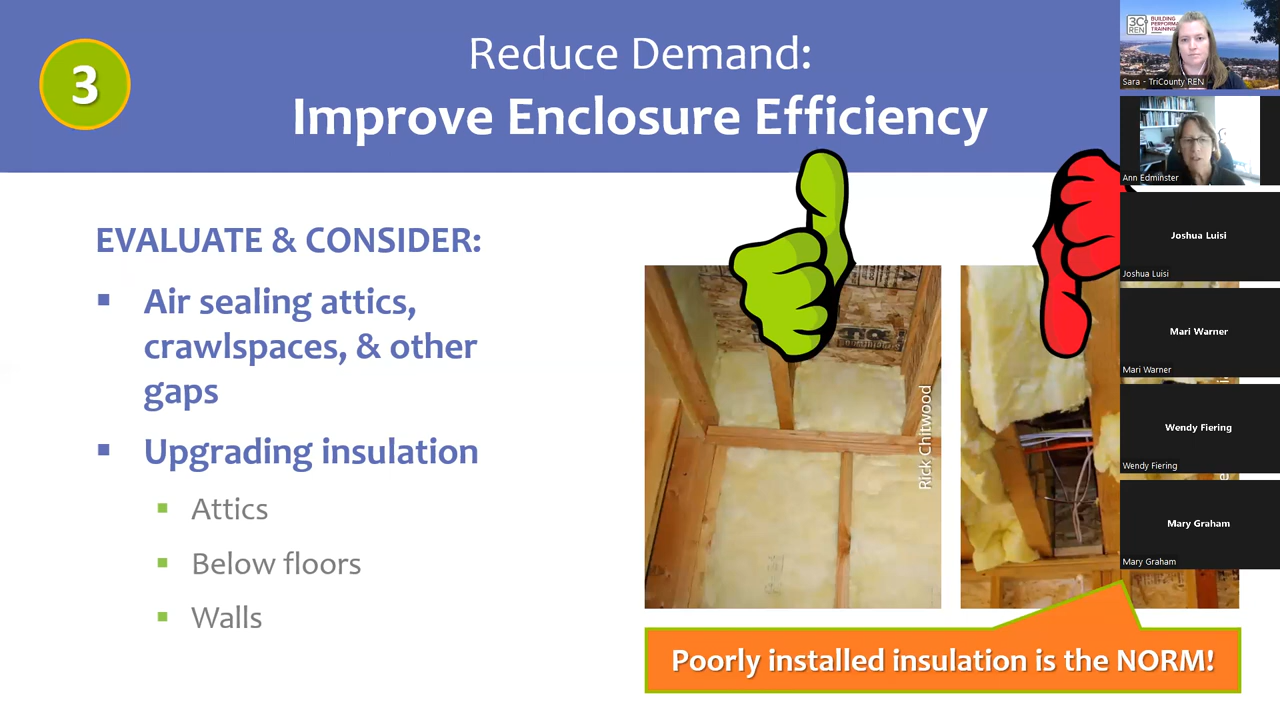 3
Reduce Demand:
Improve Enclosure Efficiency
EVALUATE & CONSIDER:
Air sealing attics,
crawlspaces, & other
gaps
Upgrading insulation
Attics
Below floors
Walls
Rick Chitwood
Poorly installed insulation is the NORM!
3C
REN
BUILDING
TRAINING
Sara - TriCounty REN
Ann Edminster
Joshua Luisi
Joshua Luisi
Mari Warner
Mari Warner
Wendy Fiering
Wendy Fiering
Mary Graham
Mary Graham